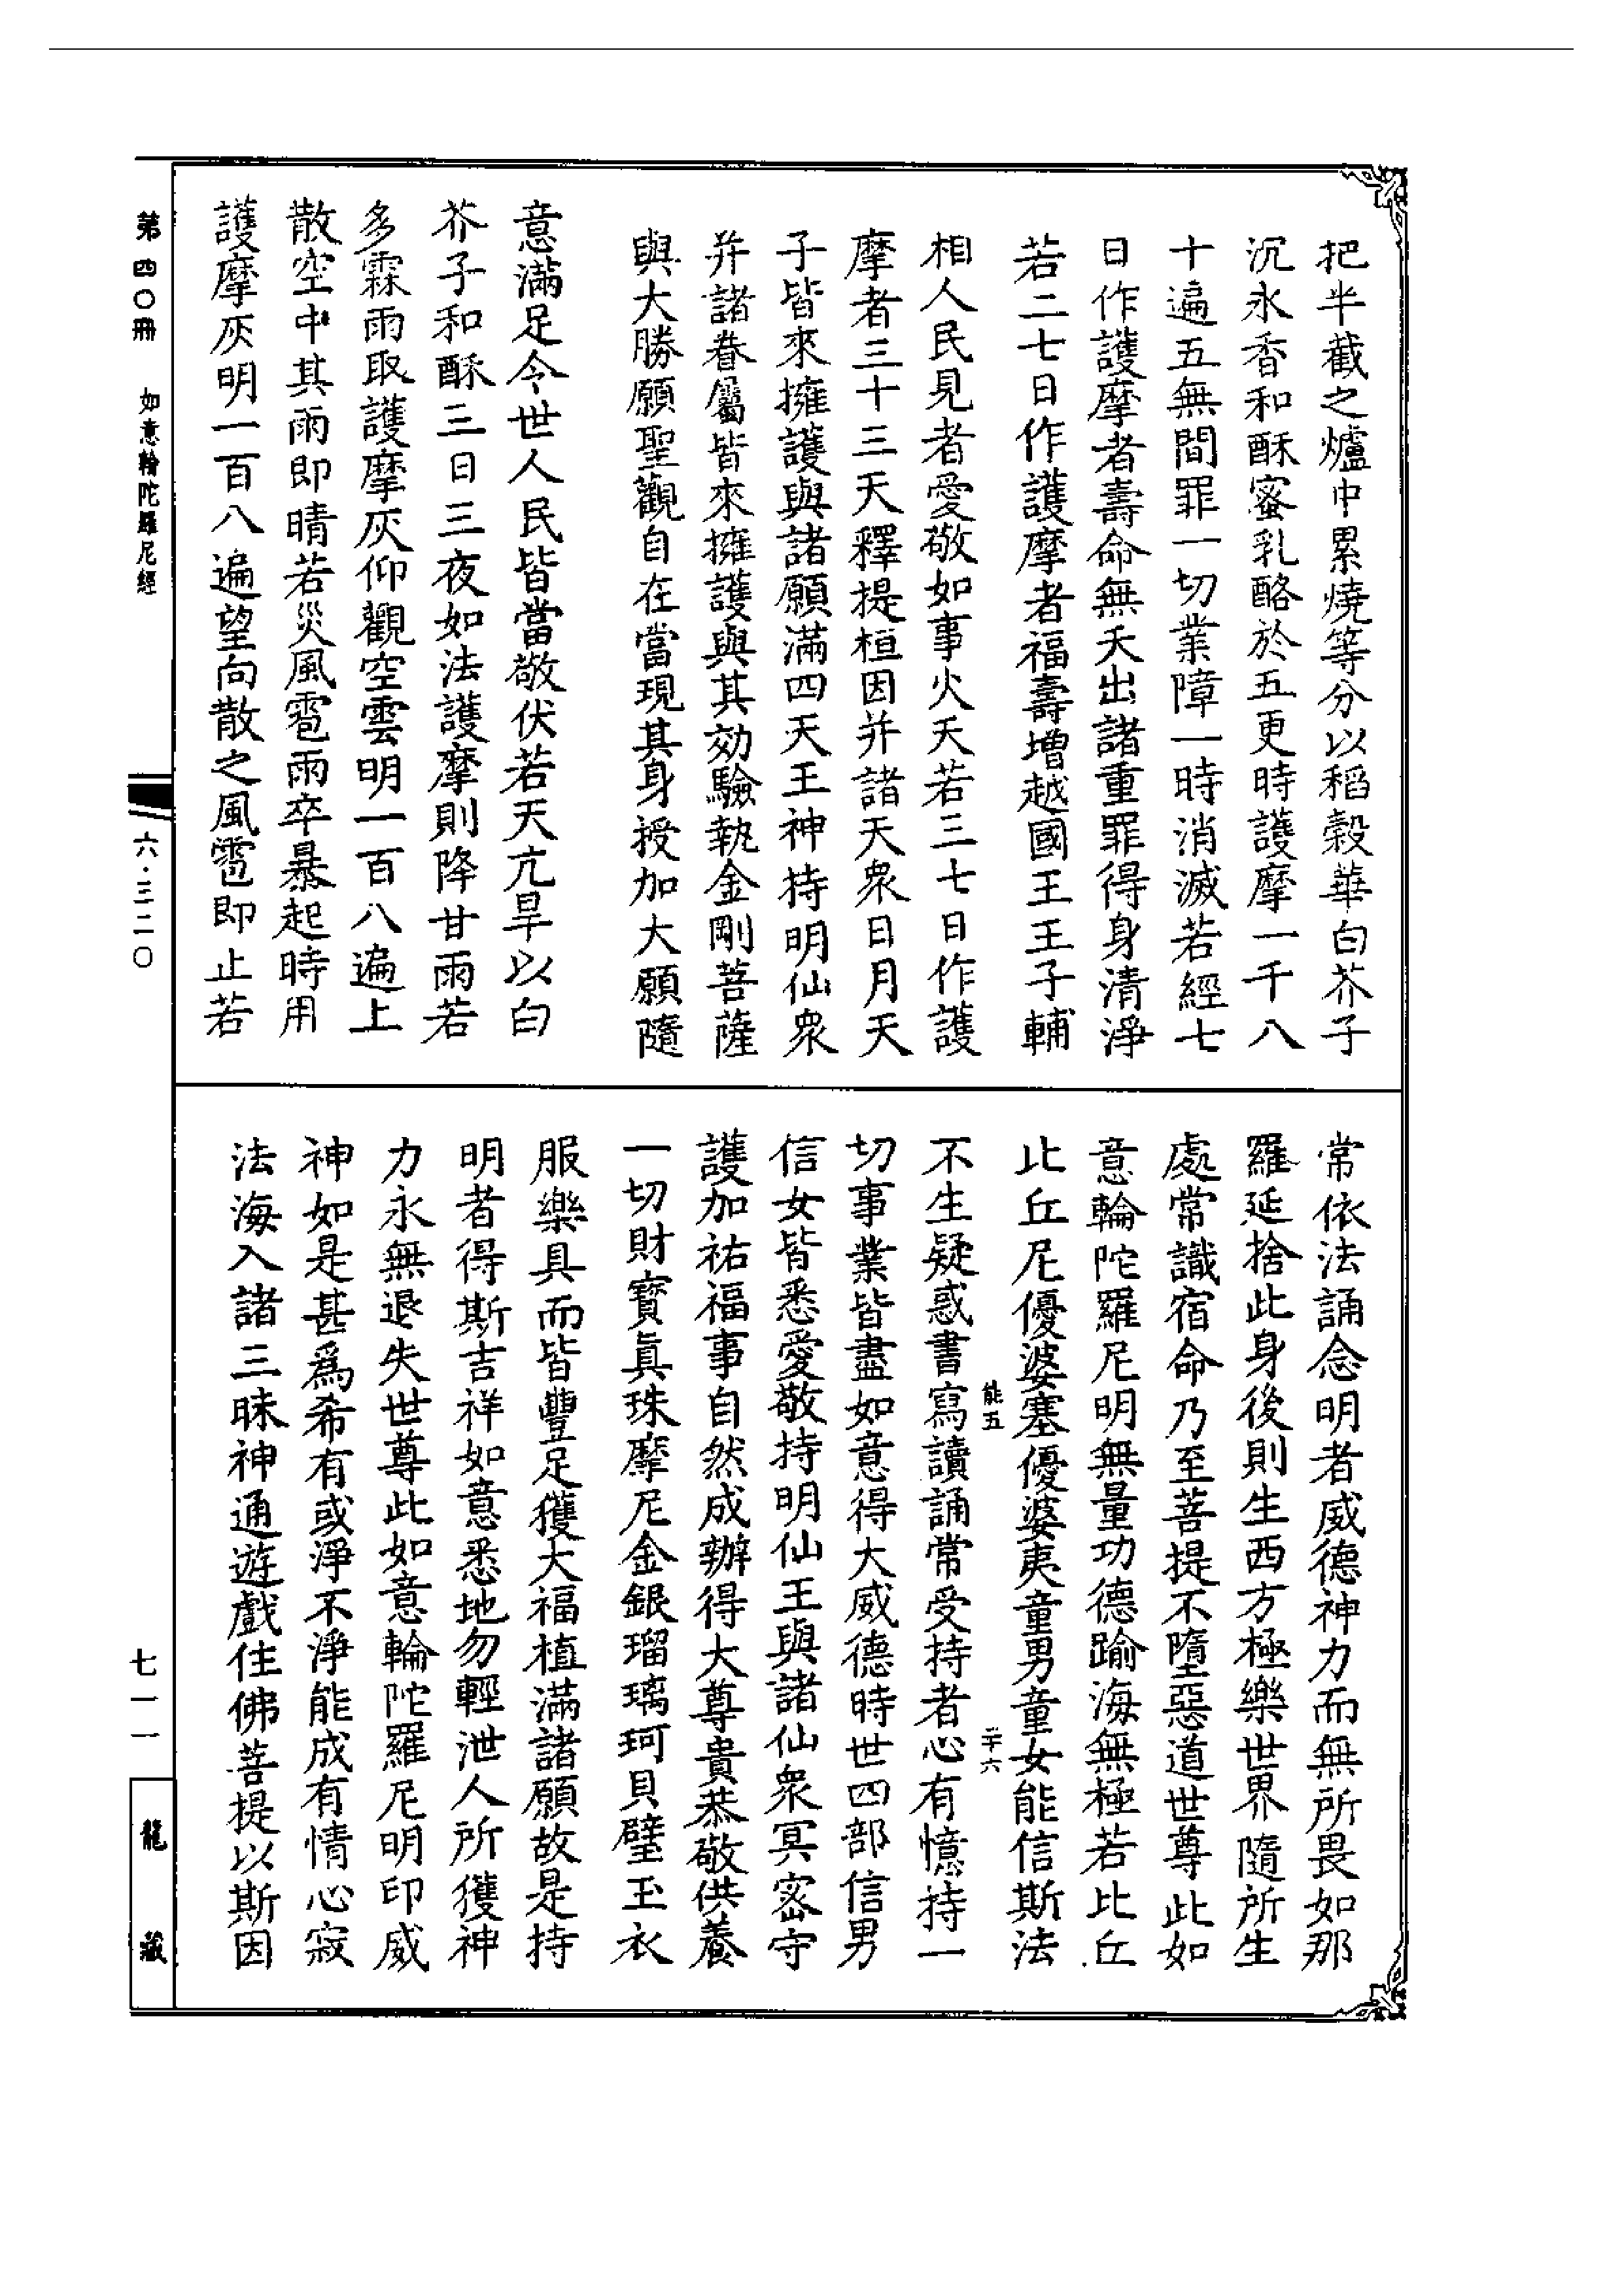 把半截之爐中累燒等分以稻穀華白芥子
沉水香和酥蜜乳酪於五更時護摩一千八
十遍五無間罪一切業障一時消滅若經七
日作護摩者壽命無夭出諸重罪得身清淨
若二七日作護摩者福壽增越國王王子輔
相人民見者愛敬如事火天若三七日作護
摩者三十三天釋提桓因并諸天眾日月天
子皆來擁護與諸願滿四天王神持明仙眾
并諸眷屬皆來擁護與其効驗執金剛菩薩
與大勝願聖觀自在當現其身授加大願隨
意滿足今世人民皆當敬伏若天亢旱以白
芥子和酥三日三夜如法護摩則降甘雨若
多霖雨取護摩灰仰觀空雲明一百八遍上
散空中其雨即晴若災風雹雨卒暴起時用
護摩灰明一百八遍望向散之風雹即止若
常依法誦念明者威德神力而無所畏如那
羅延捨此身後則生西方極樂世界隨所生
處常識宿命乃至菩提不墮惡道世尊此如
意輪陀羅尼明無量功德踰海無極若比丘
比丘尼優婆塞優婆夷童男童女能信斯法
能五
二十六
不生疑惑書寫讀誦常受持者心有憶持一
切事業皆盡如意得大威德時世四部信男
信女皆悉愛敬持明仙王與諸仙眾冥密守
護加祐福事自然成辦得大尊貴恭敬供養
一切財寶真珠摩尼金銀瑠璃珂貝璧玉衣
服樂具而皆豐足獲大福植滿諸願故是持
明者得斯吉祥如意悉地勿輕泄人所獲神
力永無退失世尊此如意輪陀羅尼明印威
神如是甚為希有或淨不淨能成有情心寂
法海入諸三昧神通遊戲住佛菩提以斯因
第四〇冊 如意輪陀羅尼經
六·三二〇
七一一
龍藏